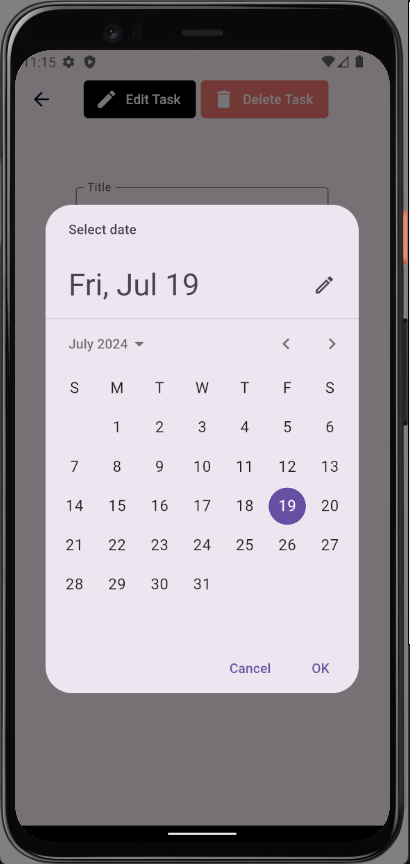 11:15
Edit Task
Delete Task
Title
Select date
Fri, Jul 19
July 2024
S M T W T F S
1 2 3 4 5 6
7 8 9 10 11 12 13
14 15 16 17 18 19 20
21 22 23 24 25 26 27
28 29 30 31
Cancel OK